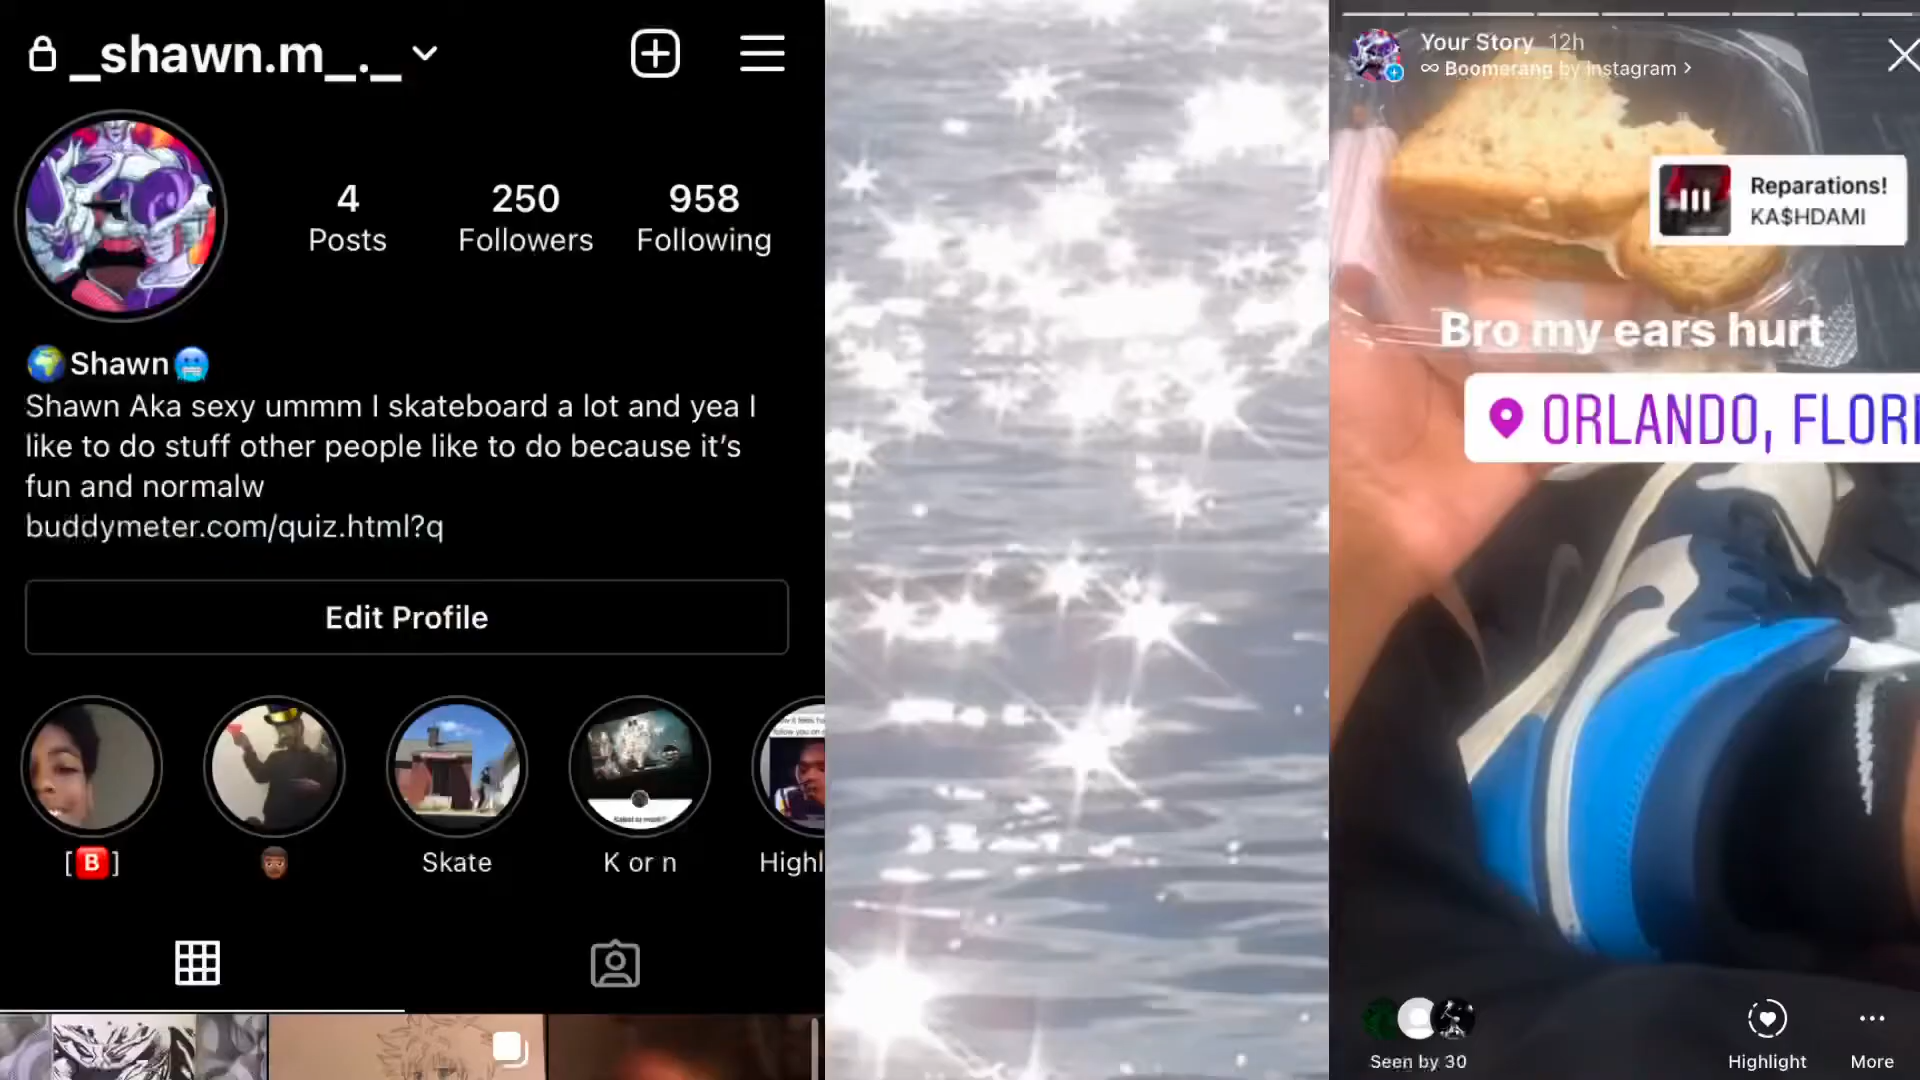 _shawn.m_._
4
Posts
250
Followers
958
Following
🌍Shawn🥶
Shawn Aka sexy ummm I skateboard a lot and yea I
like to do stuff other people like to do because it’s
fun and normalw
buddymeter.com/quiz.html?q
Edit Profile
[🅱️]
Skate
K or n
Highl
Your Story 12h
∞ Boomerang by Instagram >
Reparations!
KA$HDAMI
Bro my ears hurt
ORLANDO, FLORI
Seen by 30
Highlight
More